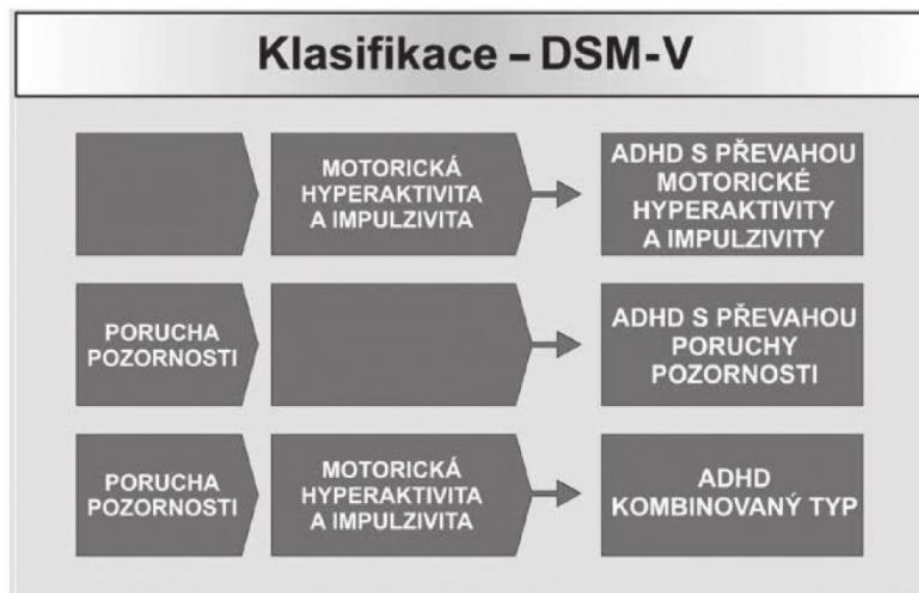 Klasifikace – DSM-V
MOTORICKÁ
HYPERAKTIVITA
A IMPULZIVITA
ADHD S PŘEVAHOU
MOTORICKÉ
HYPERAKTIVITY
A IMPULZIVITY
PORUCHA
POZORNOSTI
ADHD S PŘEVAHOU
PORUCHY
POZORNOSTI
PORUCHA
POZORNOSTI
MOTORICKÁ
HYPERAKTIVITA
A IMPULZIVITA
ADHD
KOMBINOVANÝ TYP